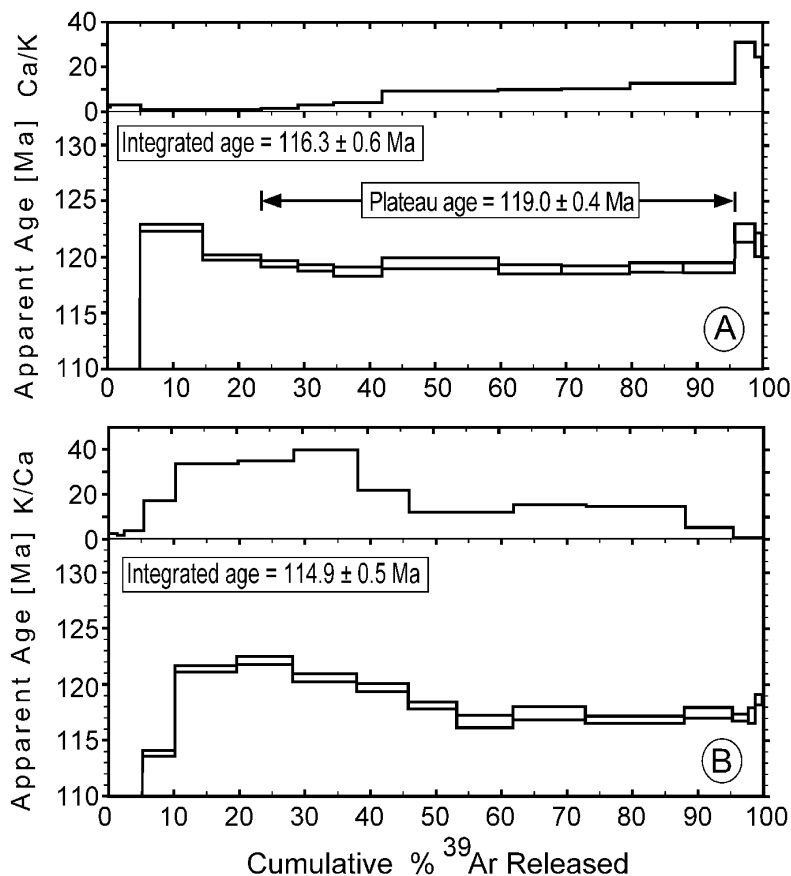 40
20
0
Ca/K
Integrated age = 116.3 ± 0.6 Ma
130
125
120
115
110
Apparent Age [Ma]
Plateau age = 119.0 ± 0.4 Ma
A
0 10 20 30 40 50 60 70 80 90 100
40
20
0
K/Ca
Integrated age = 114.9 ± 0.5 Ma
130
125
120
115
110
Apparent Age [Ma]
B
0 10 20 30 40 50 60 70 80 90 100
Cumulative % 39Ar Released